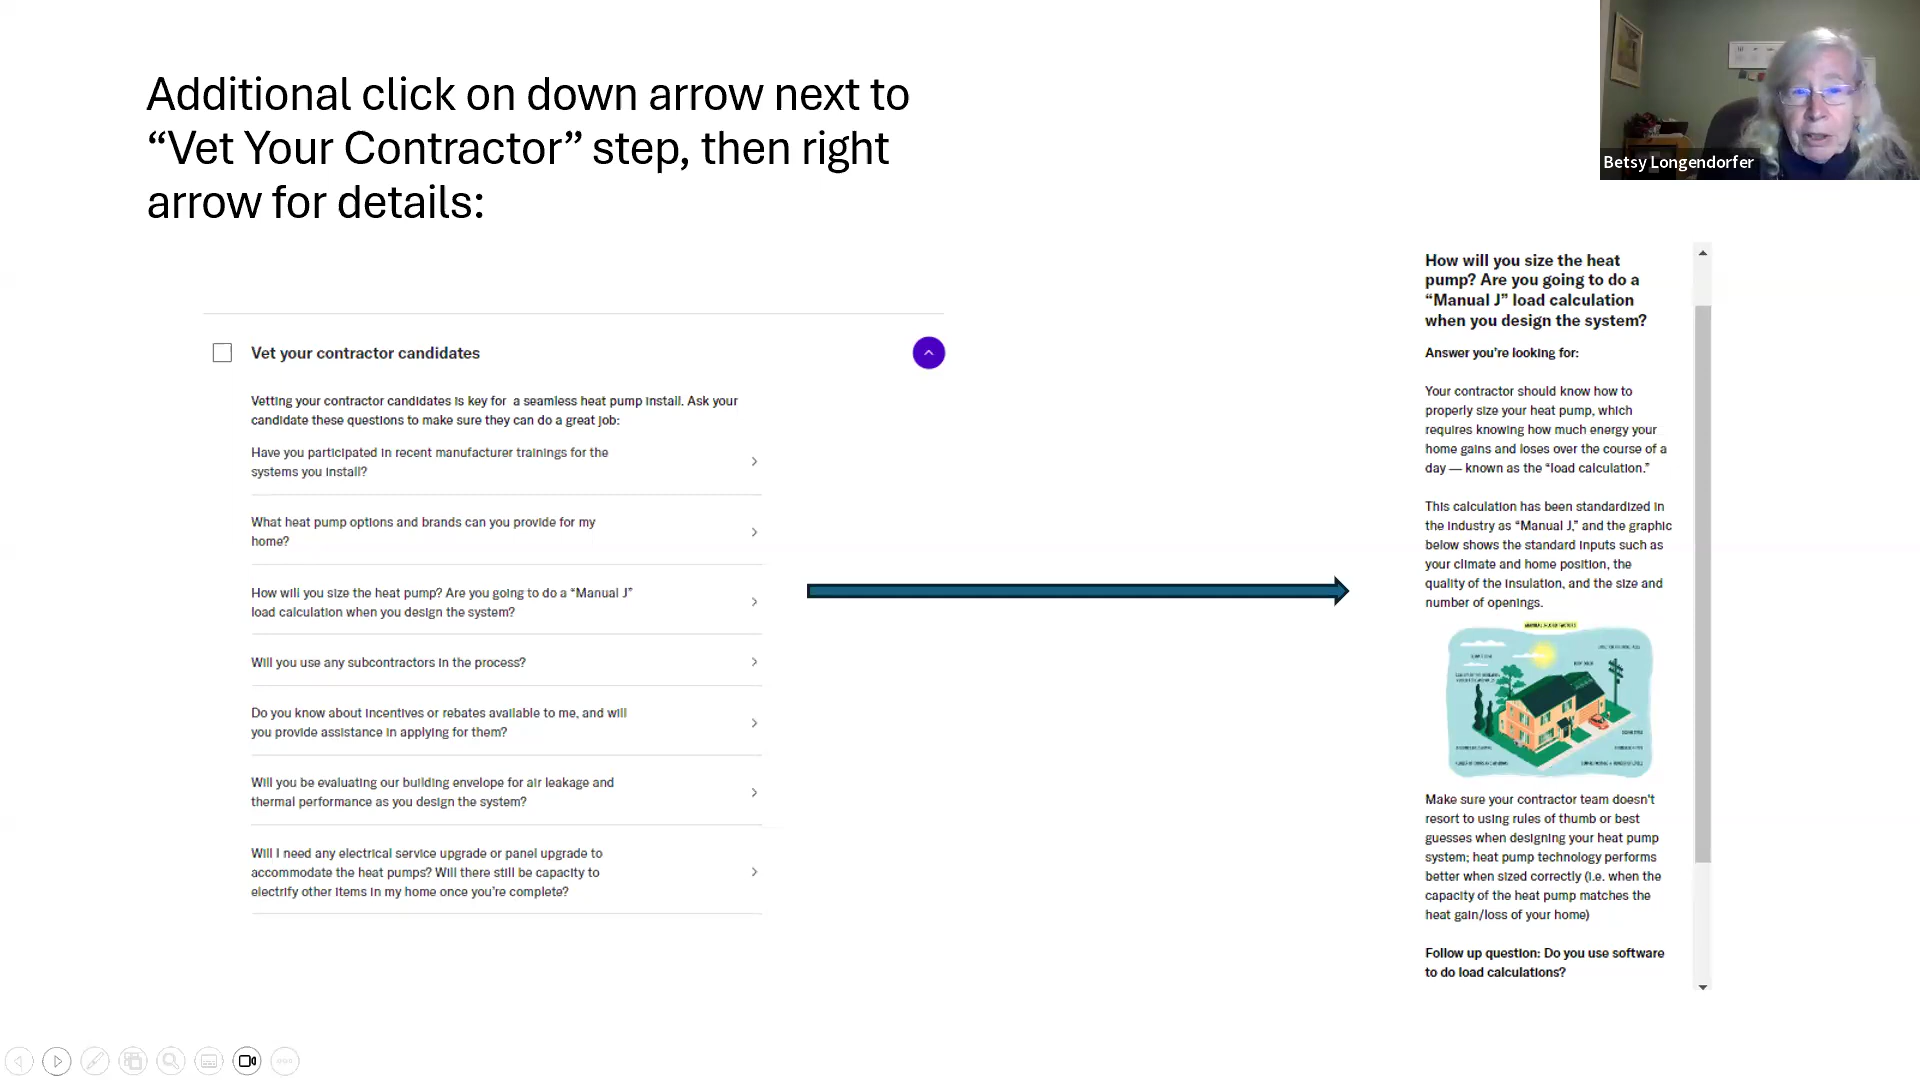 Additional click on down arrow next to
“Vet Your Contractor” step, then right
arrow for details:
Betsy Longendorfer
Vet your contractor candidates
Vetting your contractor candidates is key for a seamless heat pump install. Ask your
candidate these questions to make sure they can do a great job:
Have you participated in recent manufacturer trainings for the
systems you install?
What heat pump options and brands can you provide for my
home?
How will you size the heat pump? Are you going to do a “Manual J”
load calculation when you design the system?
Will you use any subcontractors in the process?
Do you know about incentives or rebates available to me, and will
you provide assistance in applying for them?
Will you be evaluating our building envelope for air leakage and
thermal performance as you design the system?
Will I need any electrical service upgrade or panel upgrade to
accommodate the heat pumps? Will there still be capacity to
electrify other items in my home once you’re complete?
How will you size the heat
pump? Are you going to do a
“Manual J” load calculation
when you design the system?
Answer you’re looking for:
Your contractor should know how to
properly size your heat pump, which
requires knowing how much energy your
home gains and loses over the course of a
day — known as the “load calculation.”
This calculation has been standardized in
the industry as “Manual J,” and the graphic
below shows the standard inputs such as
your climate and home position, the
quality of the insulation, and the size and
number of openings.
Make sure your contractor team doesn’t
resort to using rules of thumb or best
guesses when designing your heat pump
system; heat pump technology performs
better when sized correctly (i.e. when the
capacity of the heat pump matches the
heat gain/loss of your home)
Follow up question: Do you use software
to do load calculations?